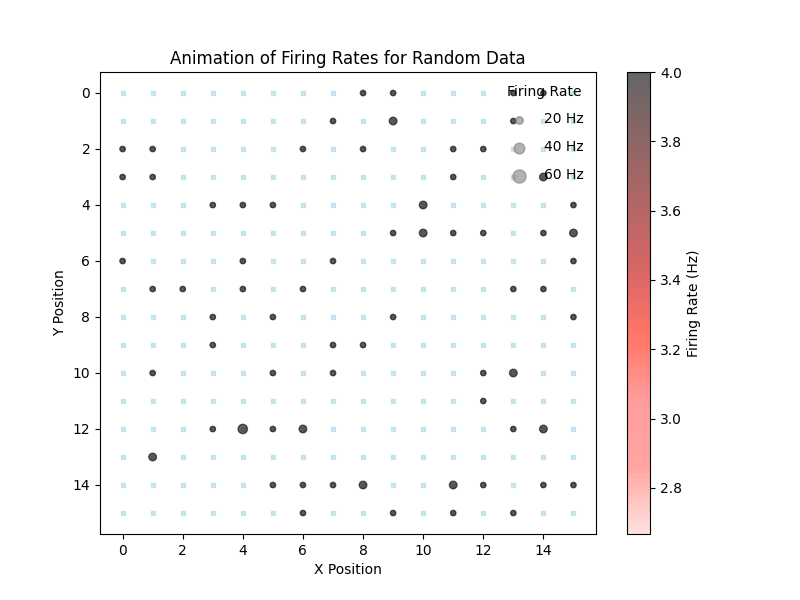 Animation of Firing Rates for Random Data
Firing Rate
20 Hz
40 Hz
60 Hz
0
2
4
6
8
10
12
14
Y Position
0 2 4 6 8 10 12 14
X Position
4.0
3.8
3.6
3.4
3.2
3.0
2.8
Firing Rate (Hz)